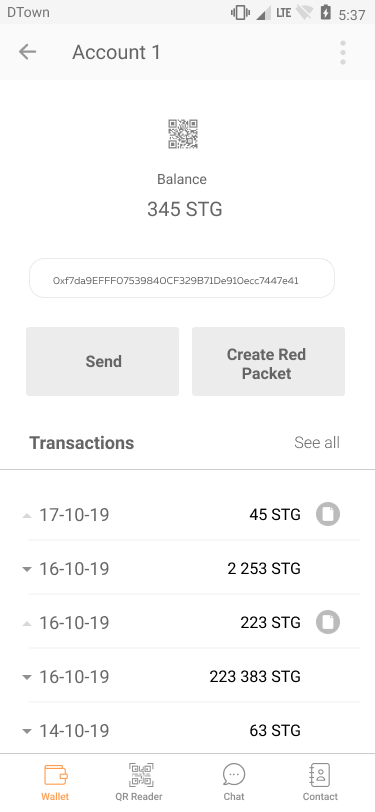 DTown
LTE
5:37
Account 1
Balance
345 STG
0xf7da9EFFF07539840CF329B71De910ecc7447e41
Send
Create Red
Packet
Transactions
See all
17-10-19
45 STG
16-10-19
2 253 STG
16-10-19
223 STG
16-10-19
223 383 STG
14-10-19
63 STG
Wallet
QR Reader
Chat
Contact